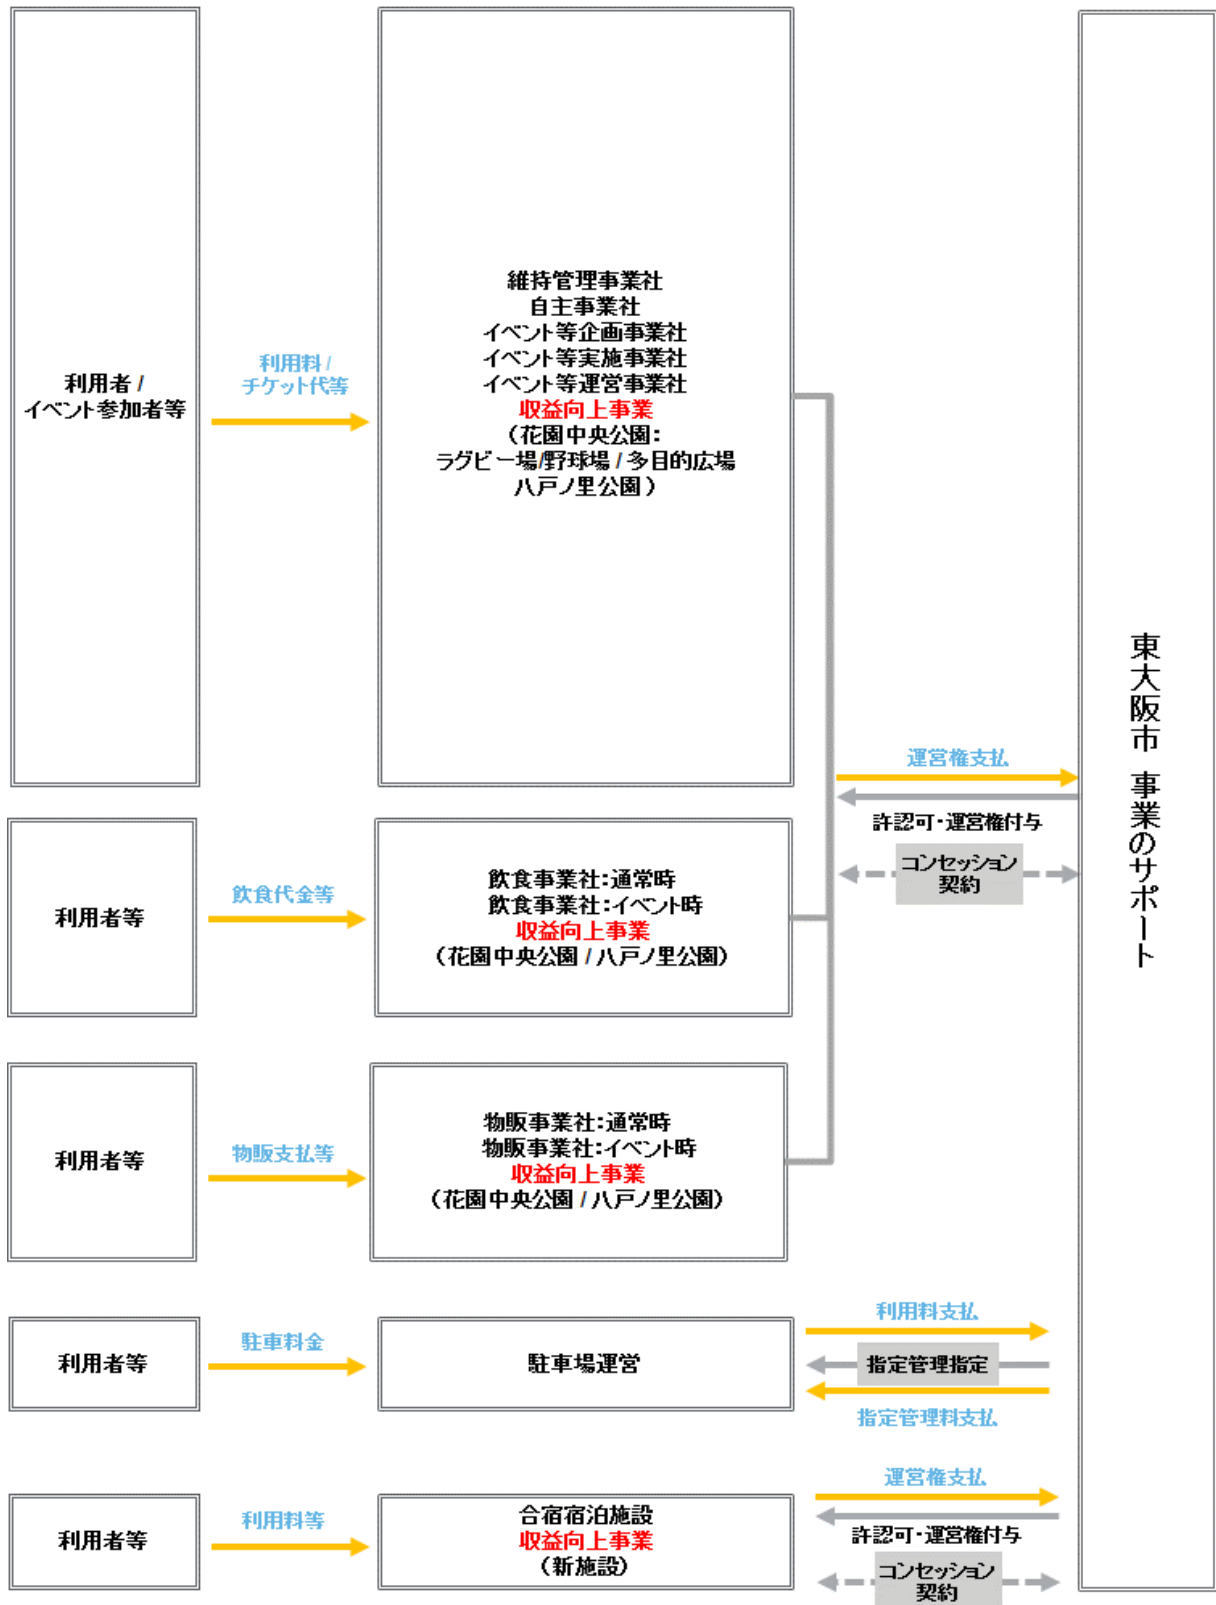 利用者 /
イベント参加者等
利用料 /
チケット代等
維持管理事業社
自主事業社
イベント等企画事業社
イベント等実施事業社
イベント等運営事業社
収益向上事業
(花園中央公園:
ラグビー場/野球場 / 多目的広場
八戸ノ里公園)
東大阪市 事業のサポート
運営権支払
許認可・運営権付与
コンセッション
契約
利用者等
飲食代金等
飲食事業社:通常時
飲食事業社:イベント時
収益向上事業
(花園中央公園 / 八戸ノ里公園)
利用者等
物販支払等
物販事業社:通常時
物販事業社:イベント時
収益向上事業
(花園中央公園 / 八戸ノ里公園)
利用者等
駐車料金
駐車場運営
利用料支払
指定管理指定
指定管理料支払
利用者等
利用料等
合宿宿泊施設
収益向上事業
(新施設)
運営権支払
許認可・運営権付与
コンセッション
契約